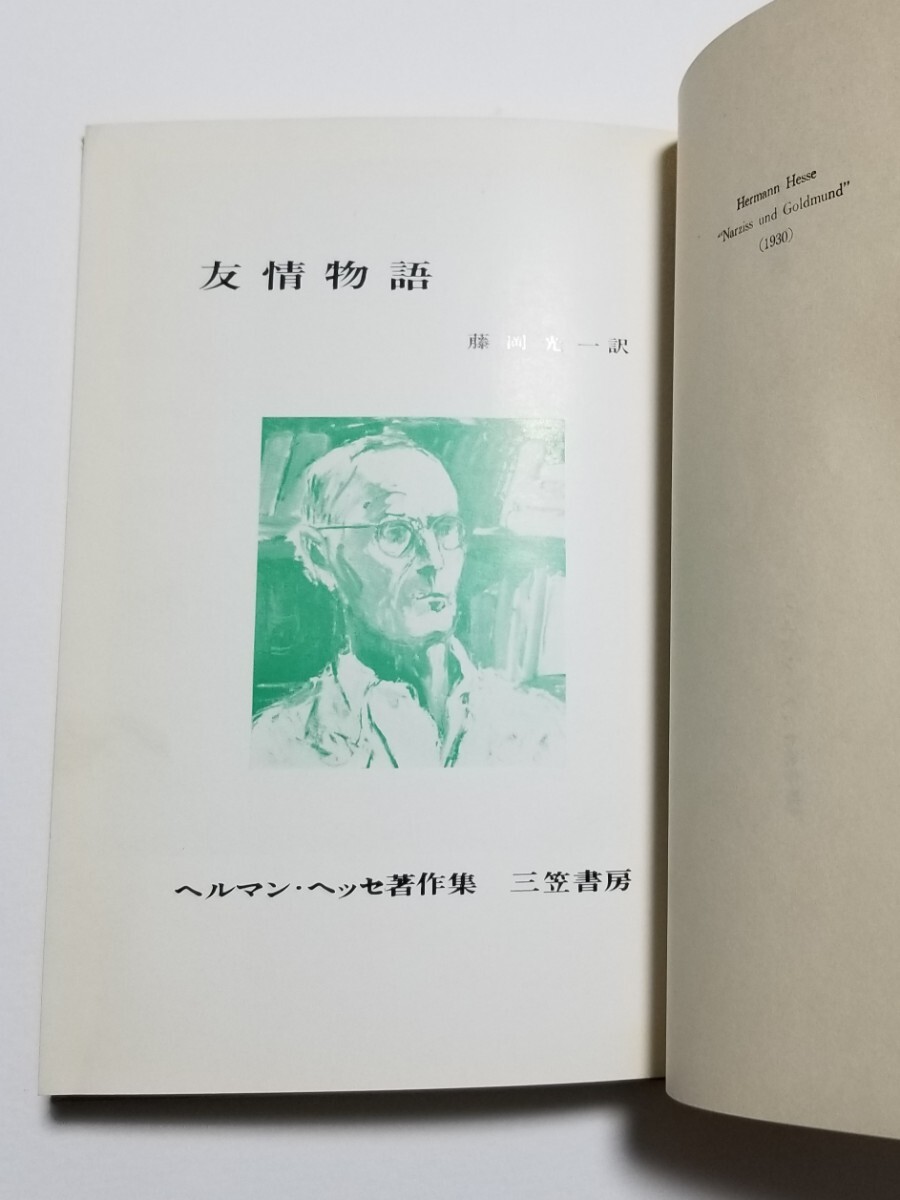 友情物語
藤岡光一訳
ヘルマン・ヘッセ著作集 三笠書房
Hermann Hesse
"Narziss und Goldmund"
(1930)